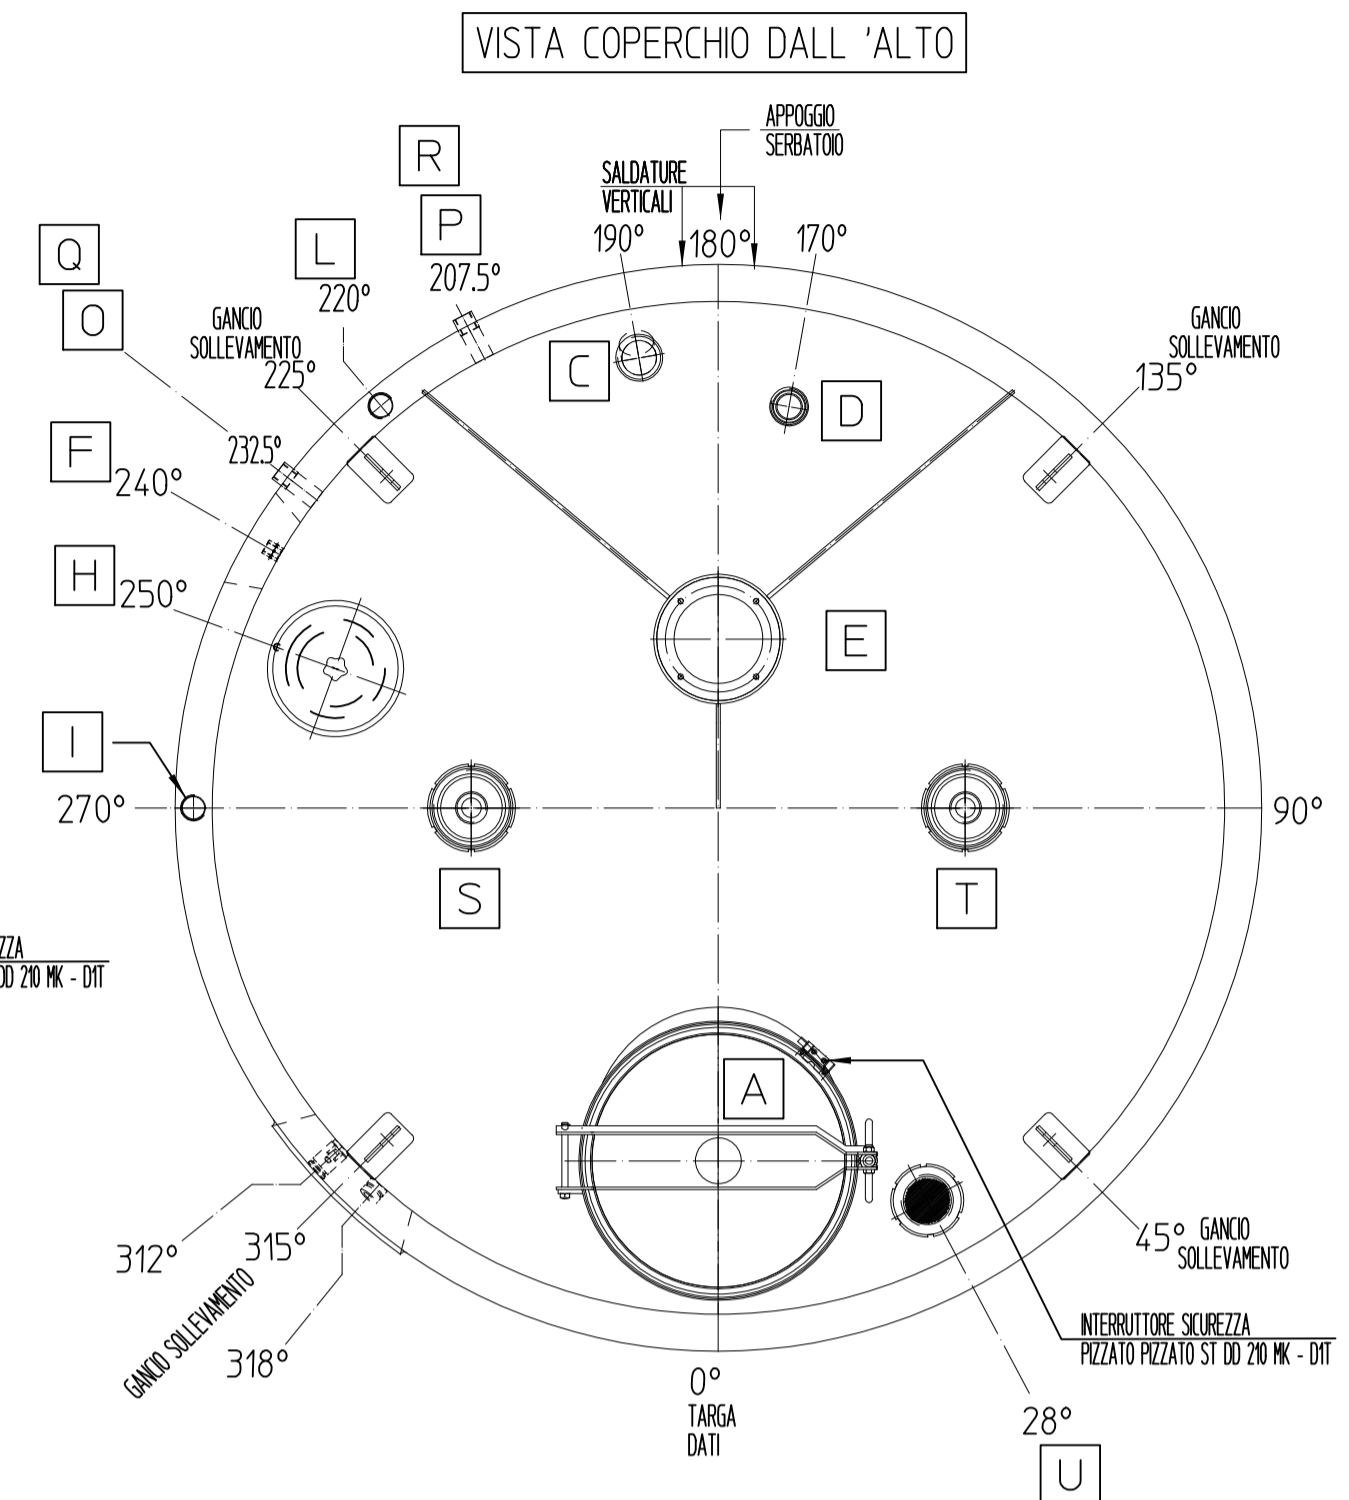 VISTA COPERCHIO DALL 'ALTO
APPOGGIO
SERBATOIO
R
SALDATURE
VERTICALI
P
Q
L
190°
180°
170°
207.5°
220°
O
GANCIO
SOLLEVAMENTO
225°
GANCIO
SOLLEVAMENTO
135°
C
D
232.5°
F
240°
H
250°
E
I
270°
90°
S
T
ZZA
DD 210 MK - D1T
A
312°
315°
GANCIO SOLLEVAMENTO
318°
45° GANCIO
SOLLEVAMENTO
INTERRUTTORE SICUREZZA
PIZZATO PIZZATO ST DD 210 MK - D1T
0°
TARGA
DATI
28°
U